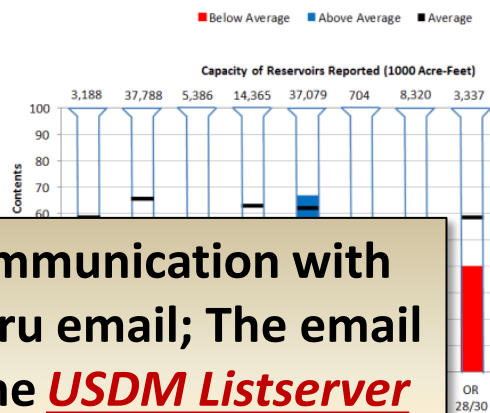 Below Average Above Average Average
Capacity of Reservoirs Reported (1000 Acre-Feet)
3,188 37,788 5,386 14,365 37,079 704 8,320 3,337
100
90
80
70
60
Contents
mmunication with
ru email; The email
ne USDM Listserver
OR
28/30